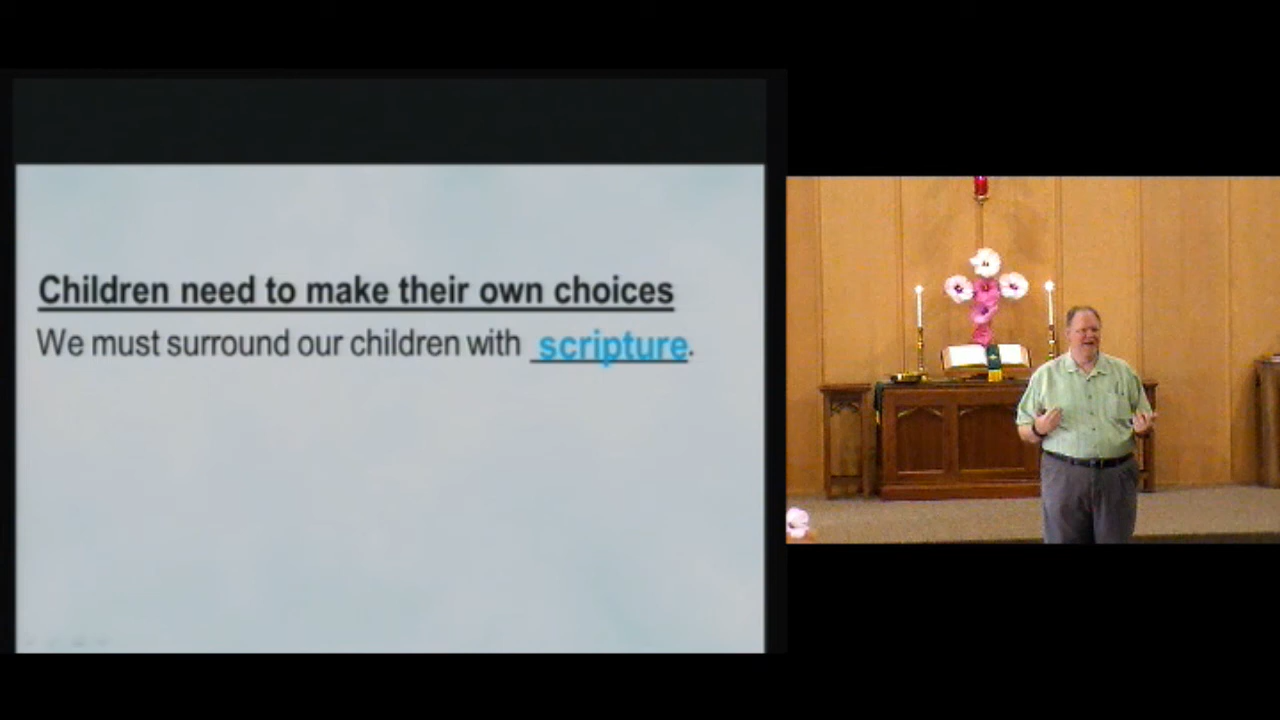 Children need to make their own choices
We must surround our children with scripture.